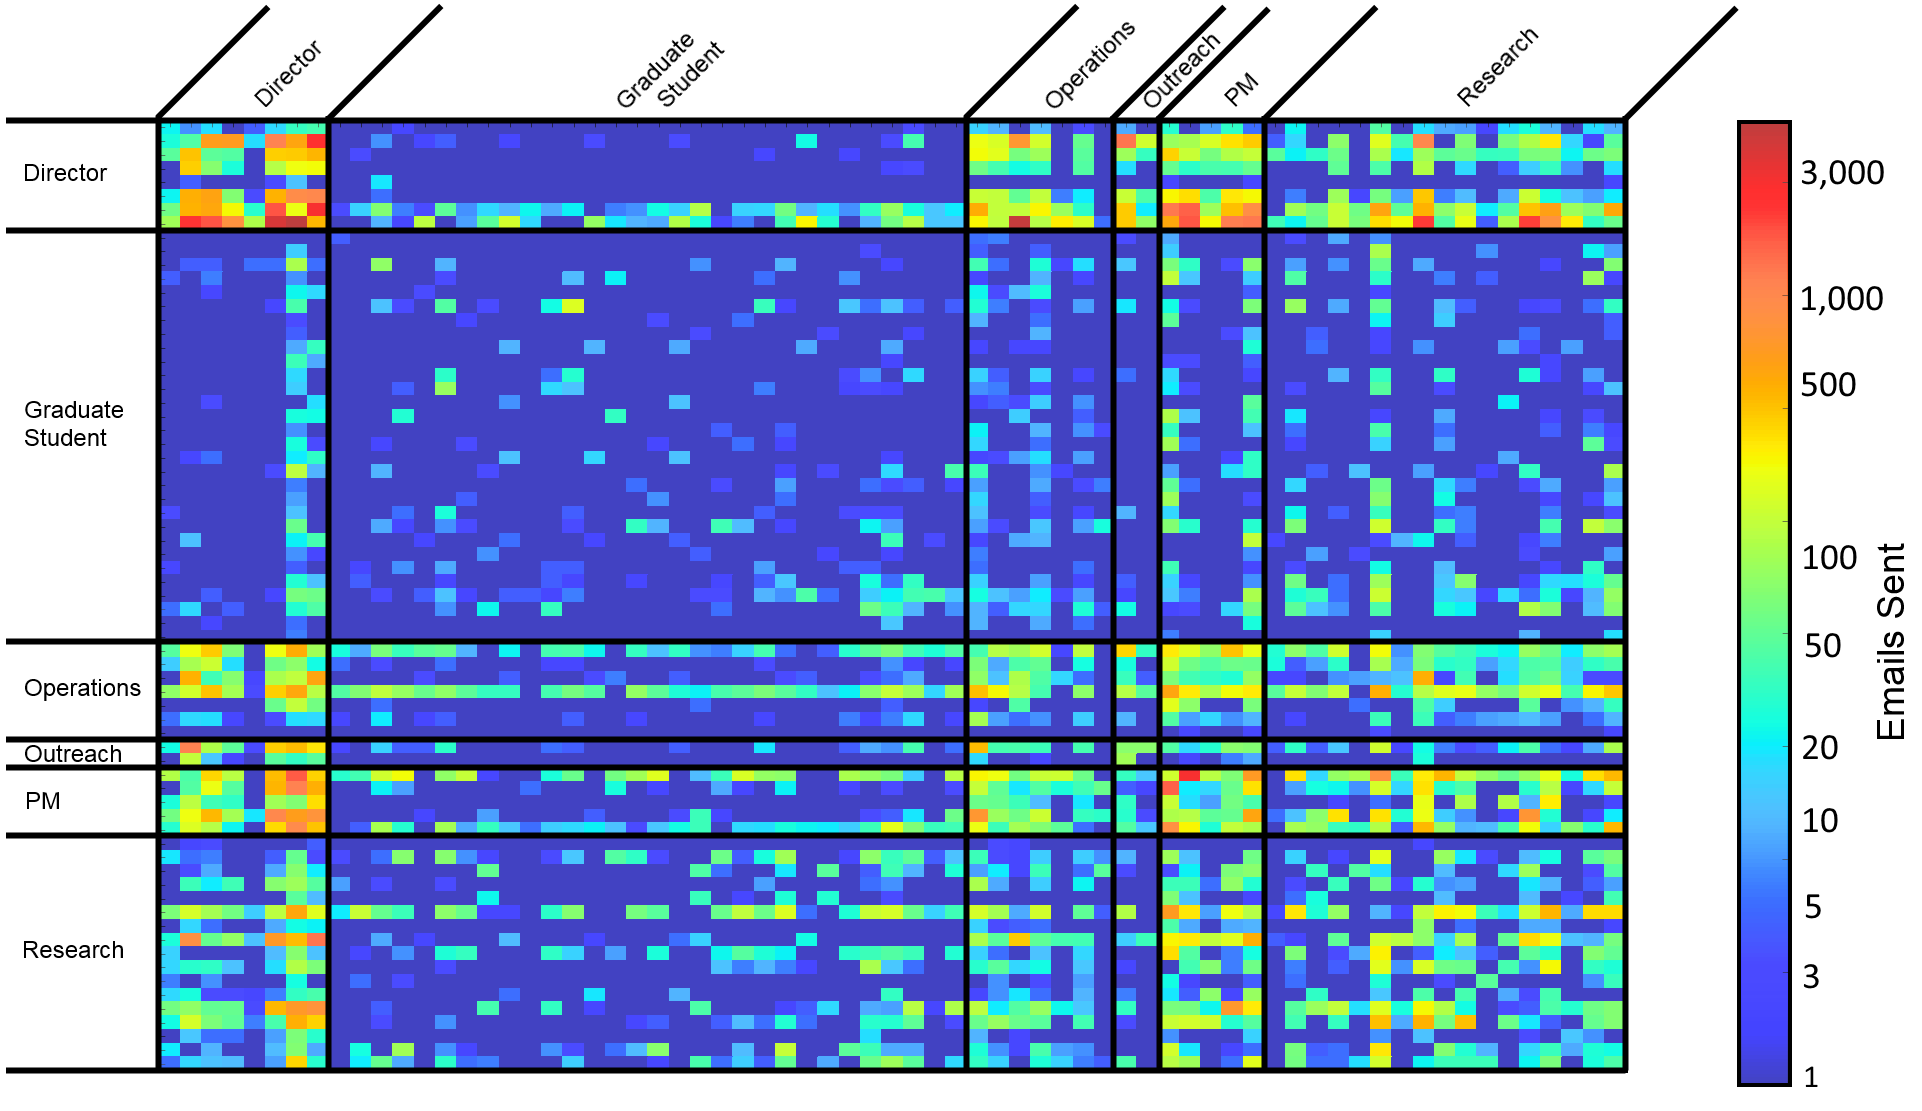 Director
Graduate
Student
Operations
Outreach
PM
Research
Director
Graduate
Student
Operations
Outreach
PM
Research
3,000
1,000
500
100
50
20
10
5
3
1
Emails Sent